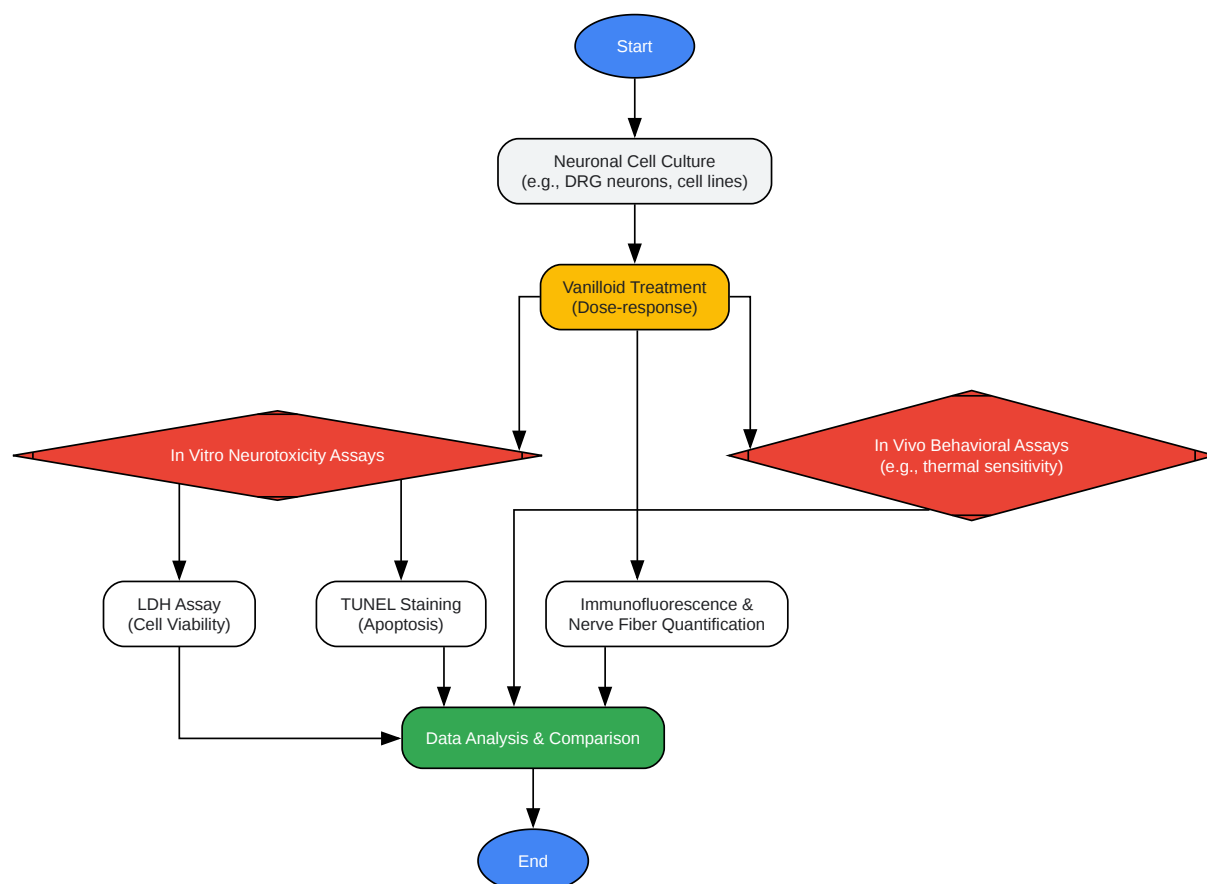 Start
Neuronal Cell Culture
(e.g., DRG neurons, cell lines)
Vanilloid Treatment
(Dose-response)
In Vitro Neurotoxicity Assays
In Vivo Behavioral Assays
(e.g., thermal sensitivity)
LDH Assay
(Cell Viability)
TUNEL Staining
(Apoptosis)
Immunofluorescence &
Nerve Fiber Quantification
Data Analysis & Comparison
End